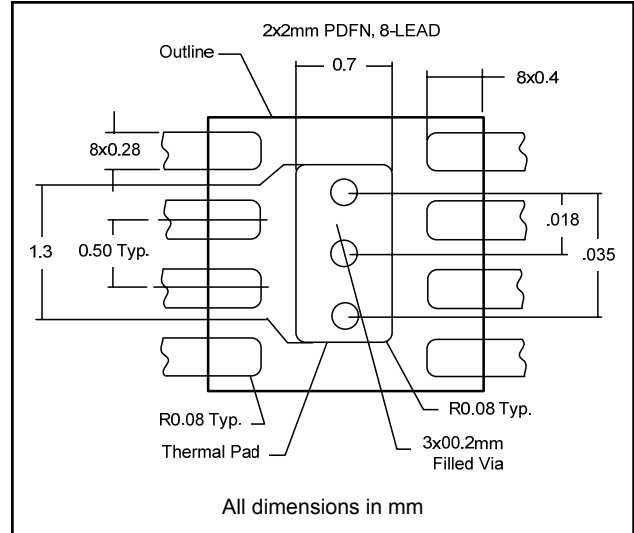 2x2mm PDFN, 8-LEAD
Outline
0.7
8x0.4
8x0.28
1.3
0.50 Typ.
.018
.035
R0.08 Typ.
R0.08 Typ.
Thermal Pad
3x00.2mm
Filled Via
All dimensions in mm